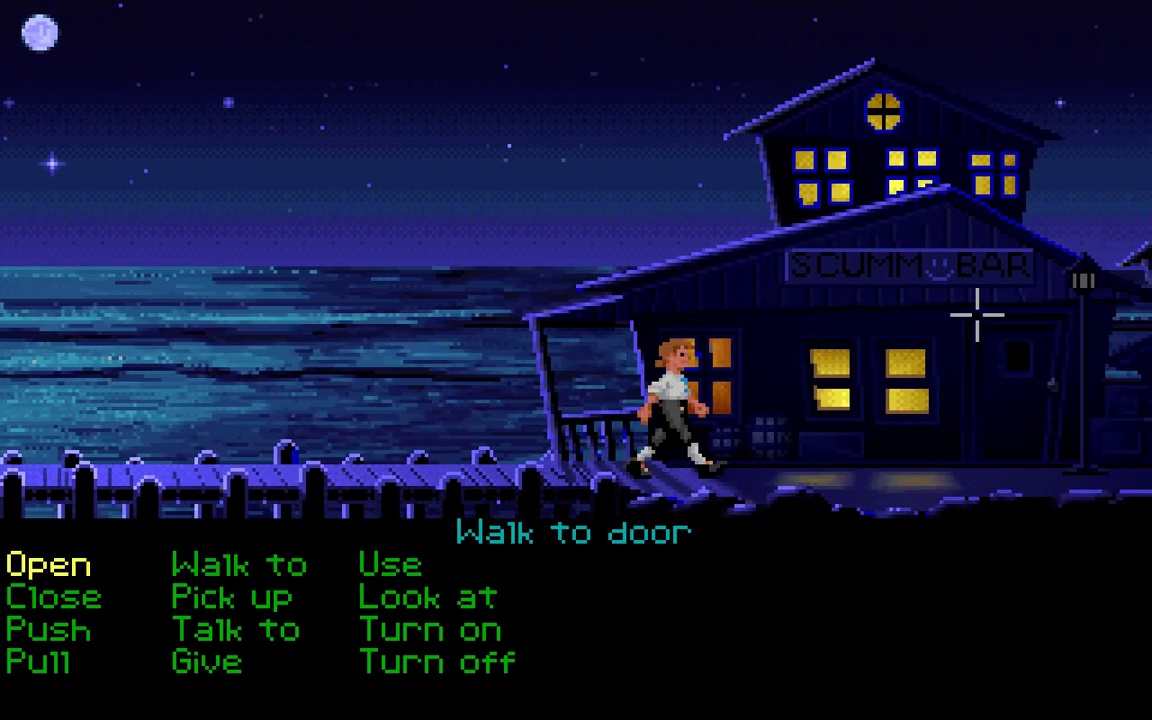 SCUMM BAR
Walk to door
Open Walk to Use
Close Pick up Look at
Push Talk to Turn on
Pull Give Turn off